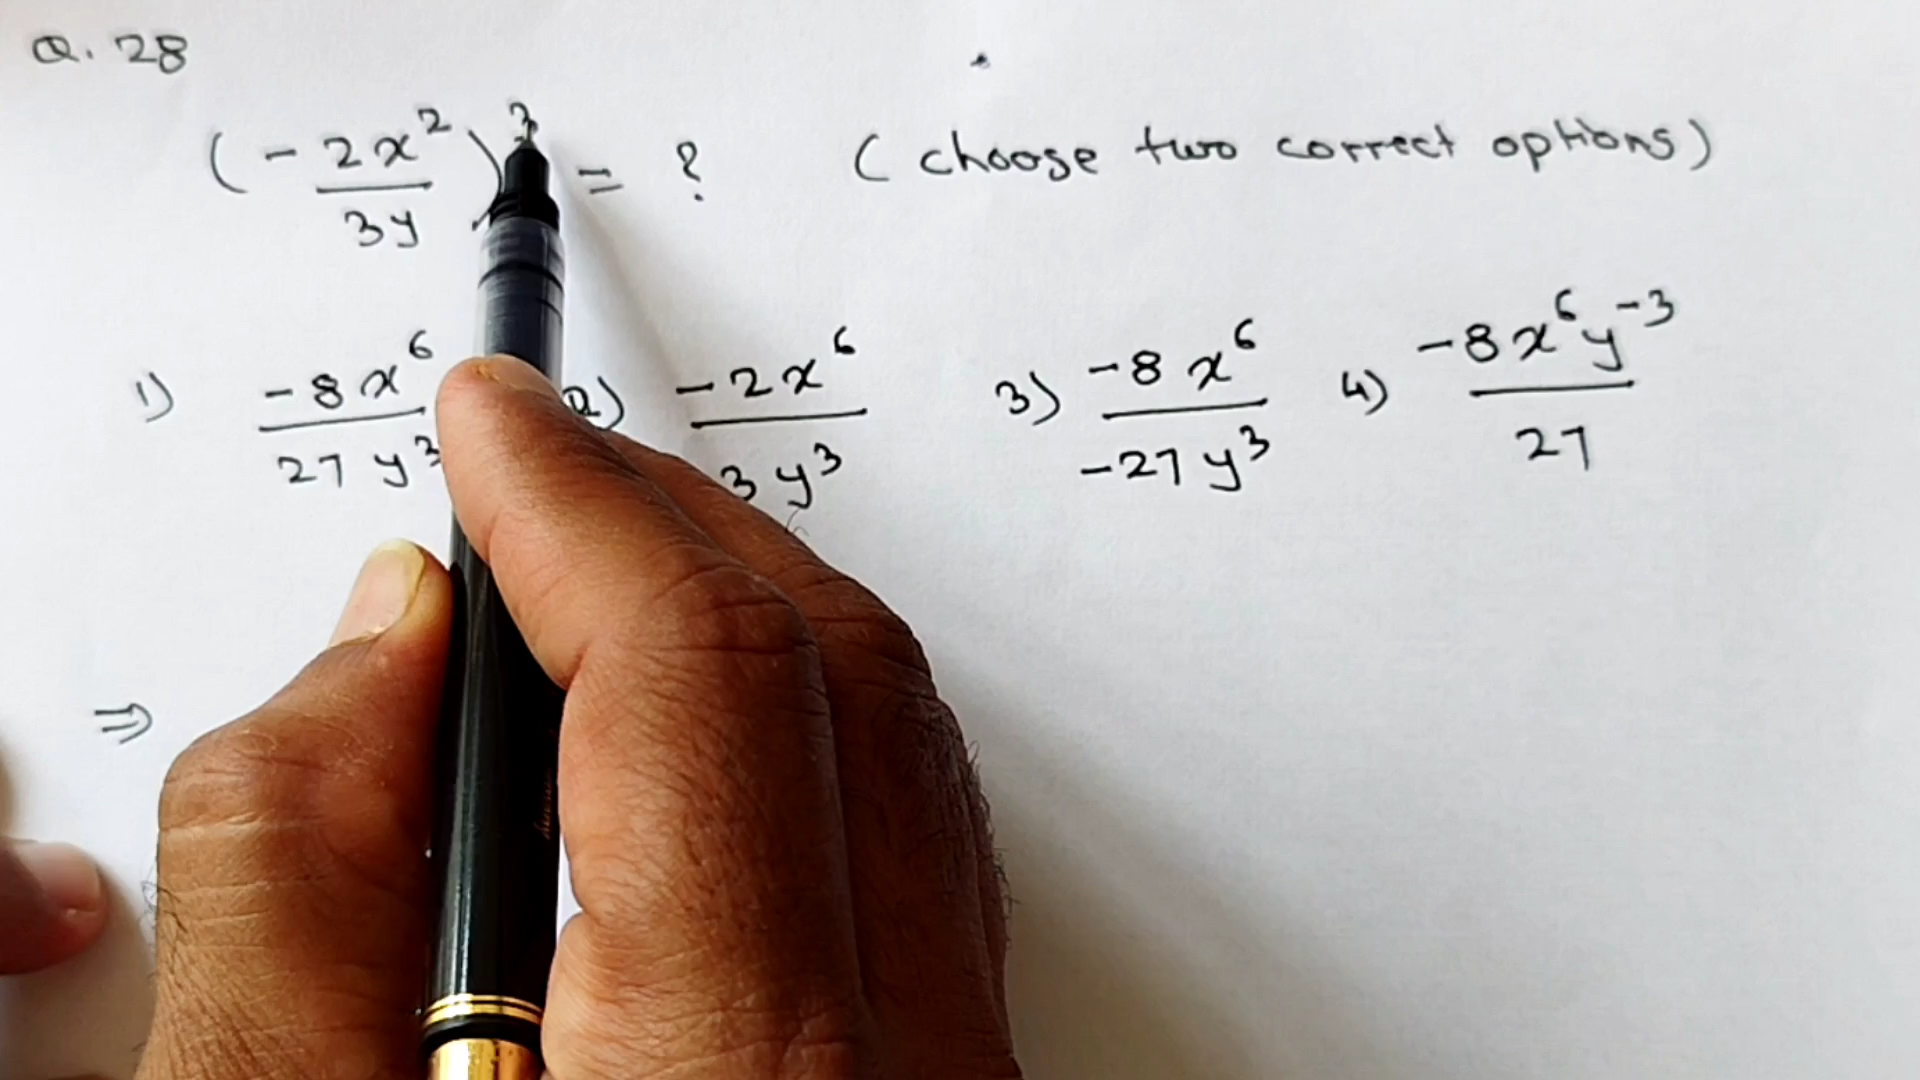 Q. 28
(-2x²/3y)³ = ? (choose two correct options)
1) -8x⁶/27y³ 2) -2x⁶/3y³ 3) -8x⁶/-27y³ 4) -8x⁶y⁻³/27
⇒